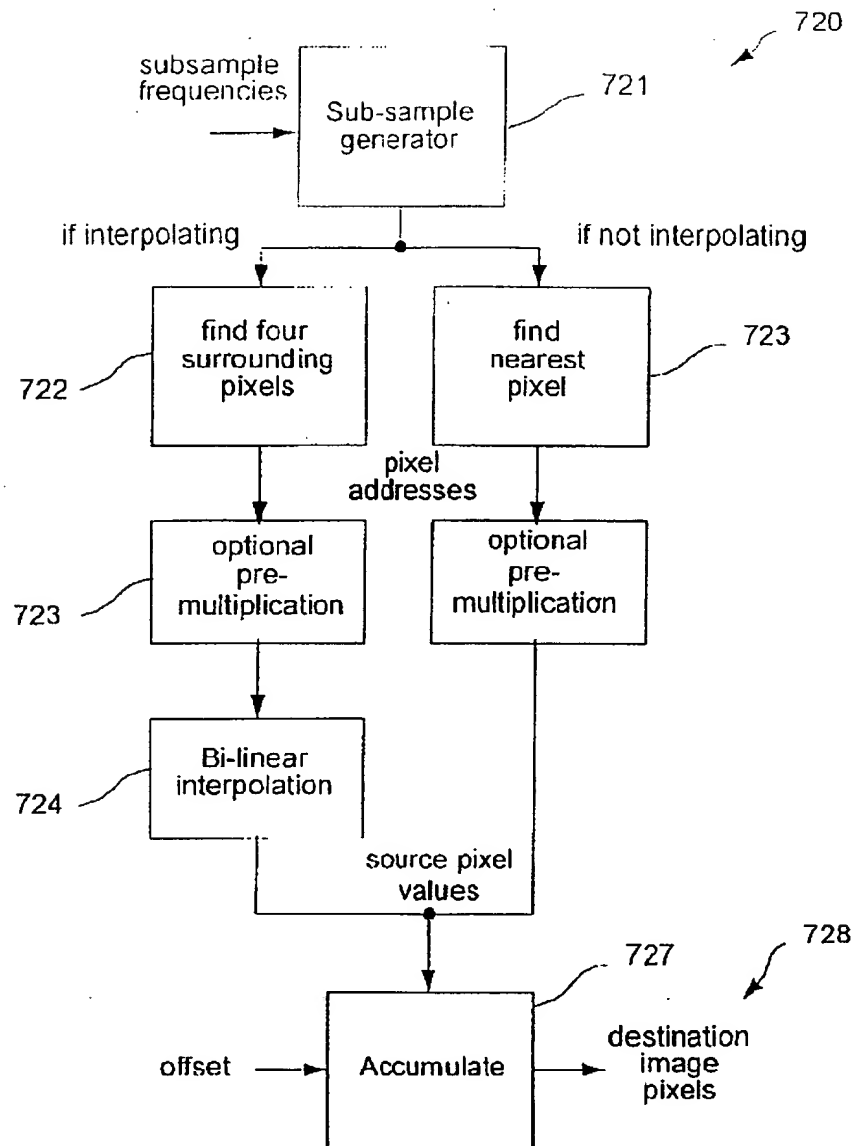 720
subsample
frequencies
721
Sub-sample
generator
if interpolating
if not interpolating
find four
surrounding
pixels
722
find
nearest
pixel
723
pixel
addresses
optional
pre-
multiplication
723
optional
pre-
multiplication
Bi-linear
interpolation
724
source pixel
values
727
728
offset
Accumulate
destination
image
pixels